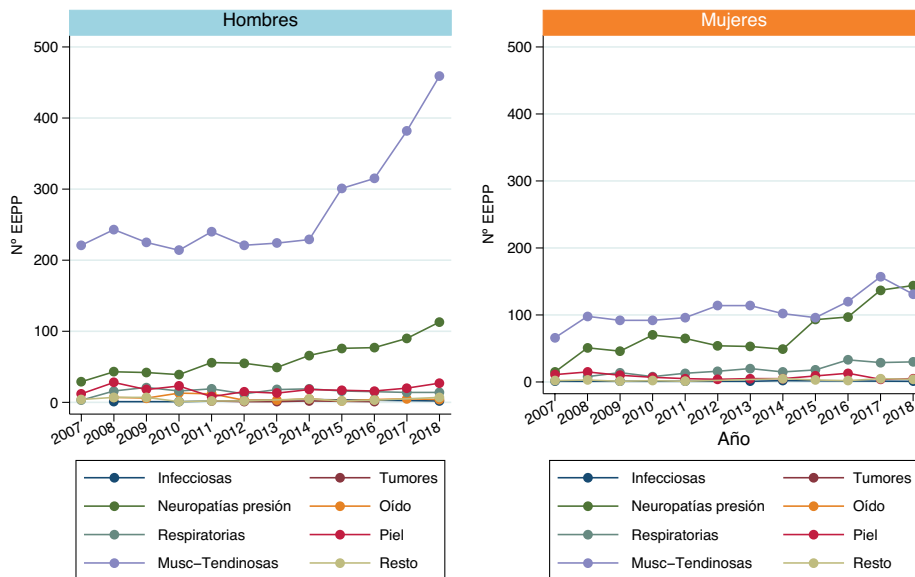 Hombres
Nº EEPP
500
400
300
200
100
0
2007 2008 2009 2010 2011 2012 2013 2014 2015 2016 2017 2018
Infecciosas Tumores
Neuropatías presión Oído
Respiratorias Piel
Musc-Tendinosas Resto
Mujeres
Nº EEPP
500
400
300
200
100
0
2007 2008 2009 2010 2011 2012 2013 2014 2015 2016 2017 2018
Año
Infecciosas Tumores
Neuropatías presión Oído
Respiratorias Piel
Musc-Tendinosas Resto